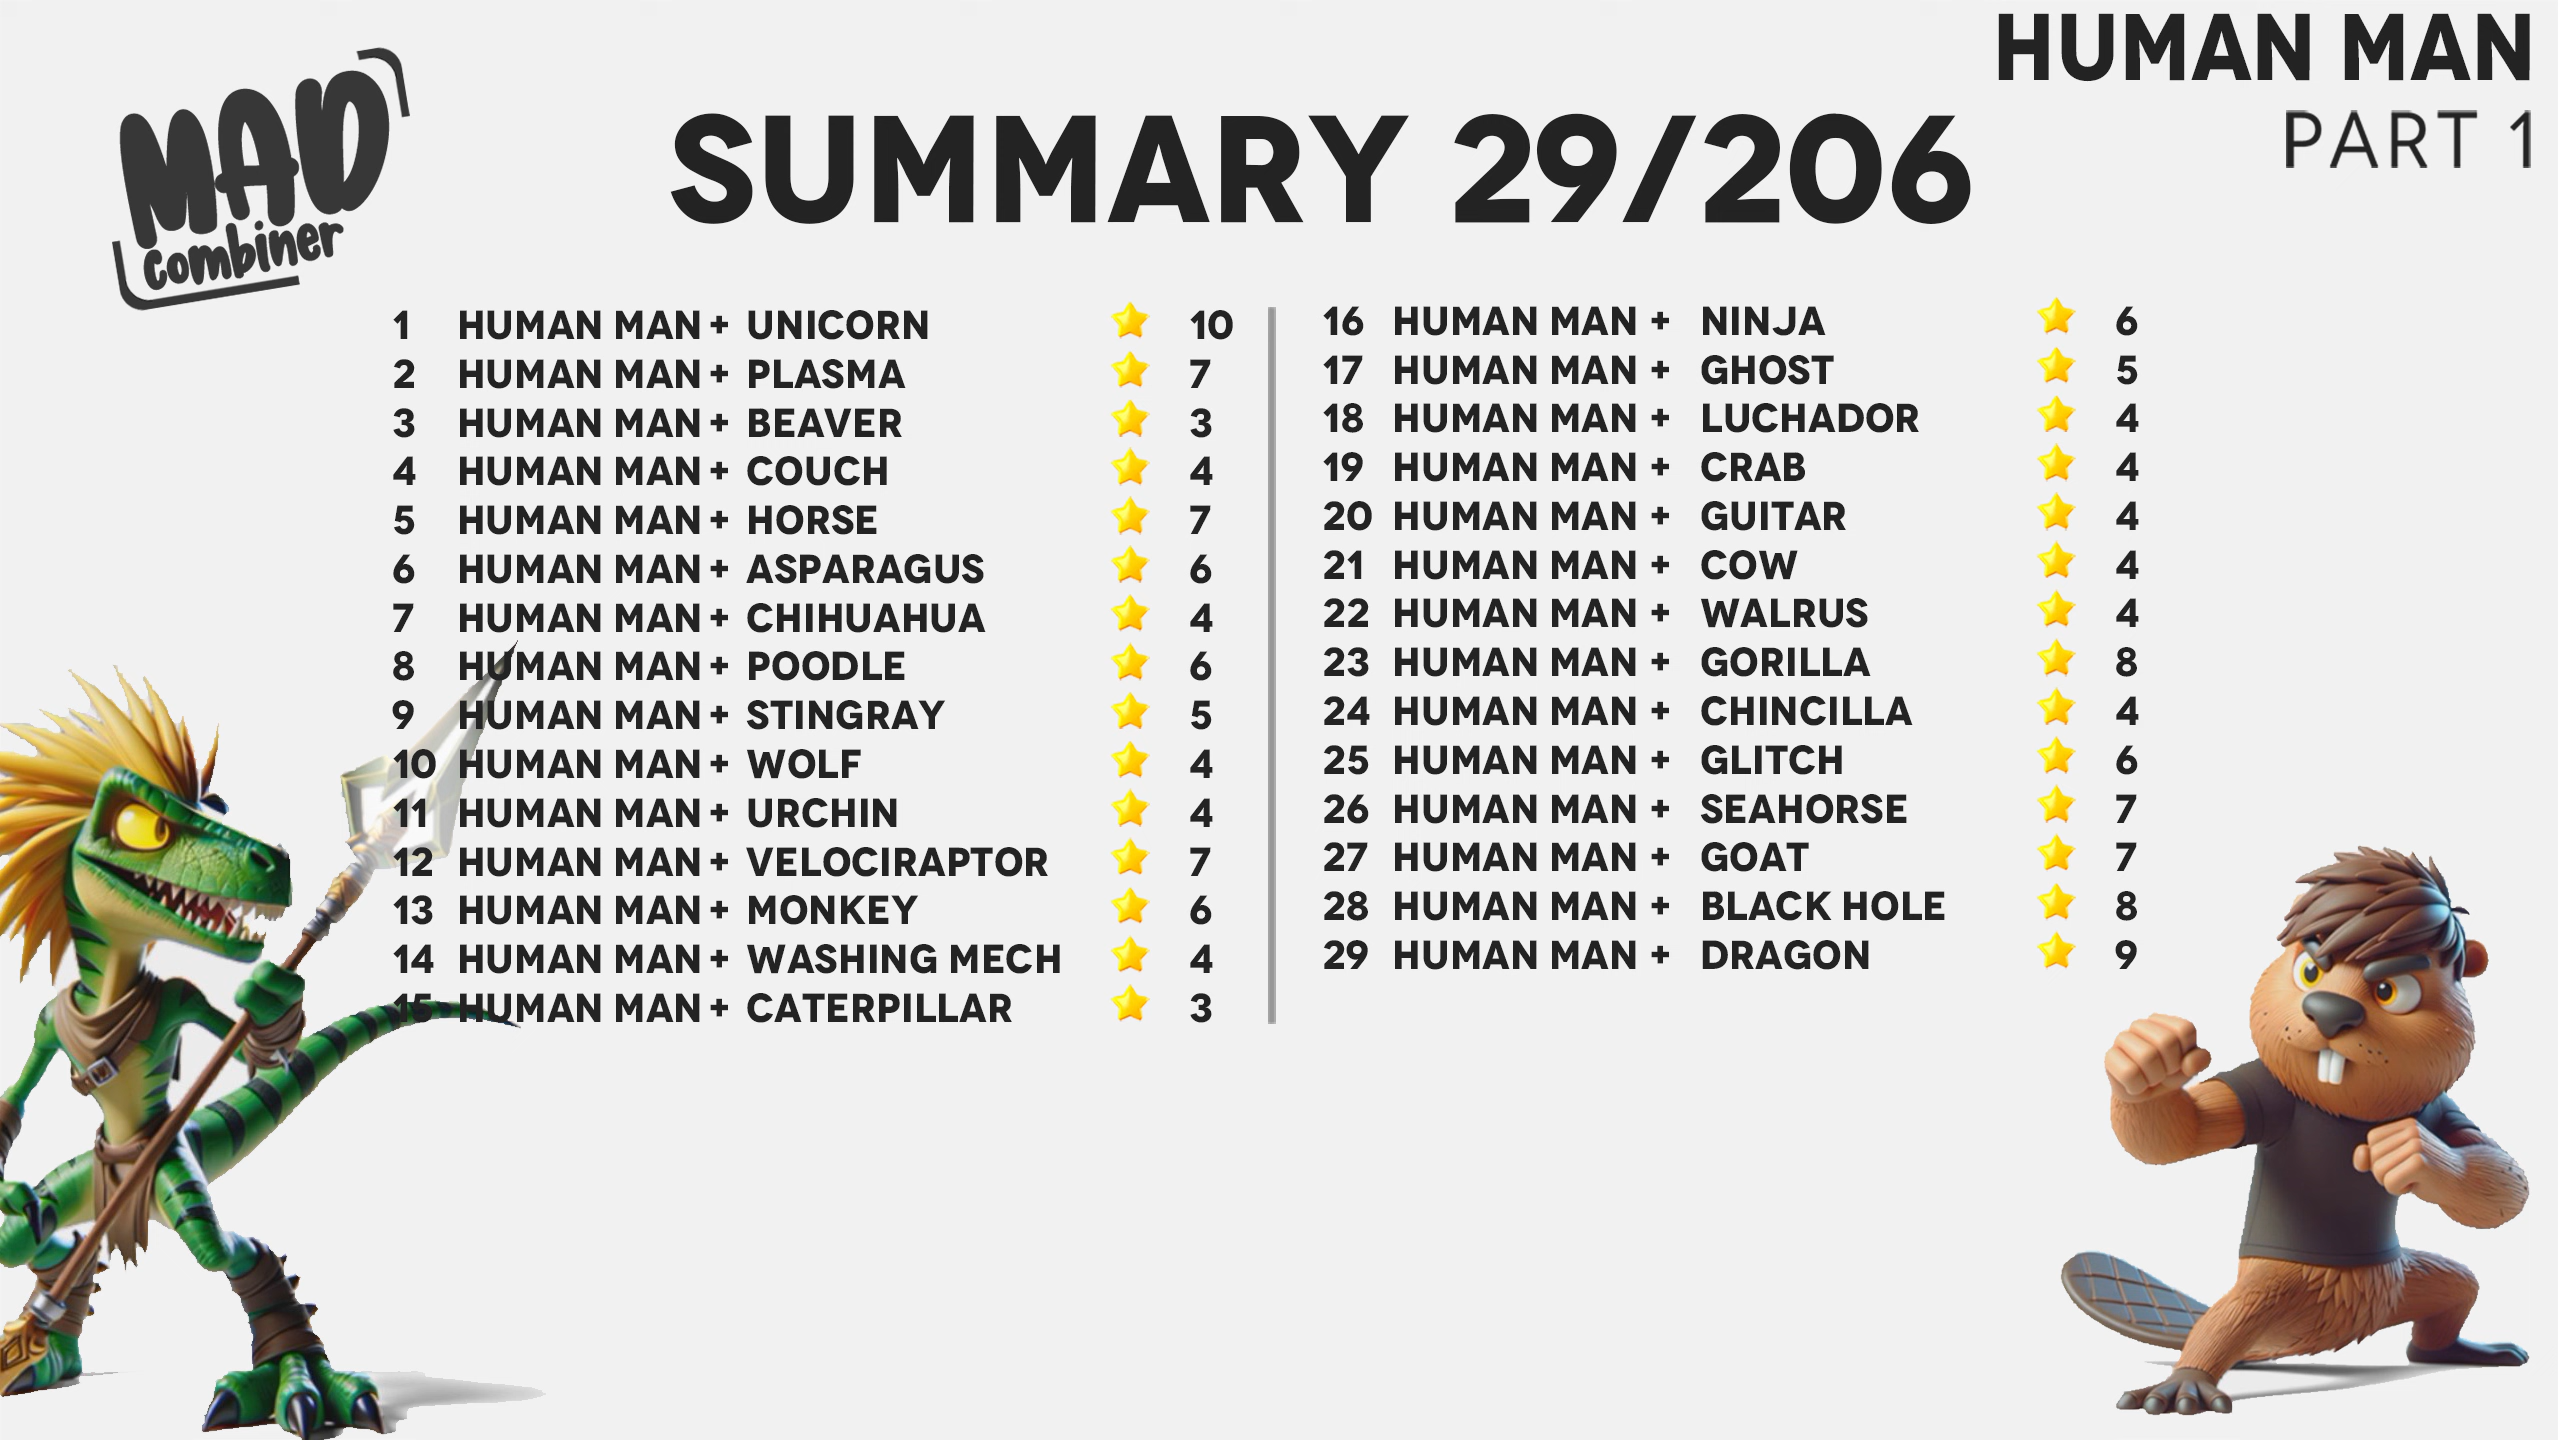 MAD
combiner
HUMAN MAN
PART 1
SUMMARY 29/206
1 HUMAN MAN + UNICORN 10
2 HUMAN MAN + PLASMA 7
3 HUMAN MAN + BEAVER 3
4 HUMAN MAN + COUCH 4
5 HUMAN MAN + HORSE 7
6 HUMAN MAN + ASPARAGUS 6
7 HUMAN MAN + CHIHUAHUA 4
8 HUMAN MAN + POODLE 6
9 HUMAN MAN + STINGRAY 5
10 HUMAN MAN + WOLF 4
11 HUMAN MAN + URCHIN 4
12 HUMAN MAN + VELOCIRAPTOR 7
13 HUMAN MAN + MONKEY 6
14 HUMAN MAN + WASHING MECH 4
15 HUMAN MAN + CATERPILLAR 3
16 HUMAN MAN + NINJA 6
17 HUMAN MAN + GHOST 5
18 HUMAN MAN + LUCHADOR 4
19 HUMAN MAN + CRAB 4
20 HUMAN MAN + GUITAR 4
21 HUMAN MAN + COW 4
22 HUMAN MAN + WALRUS 4
23 HUMAN MAN + GORILLA 8
24 HUMAN MAN + CHINCILLA 4
25 HUMAN MAN + GLITCH 6
26 HUMAN MAN + SEAHORSE 7
27 HUMAN MAN + GOAT 7
28 HUMAN MAN + BLACK HOLE 8
29 HUMAN MAN + DRAGON 9